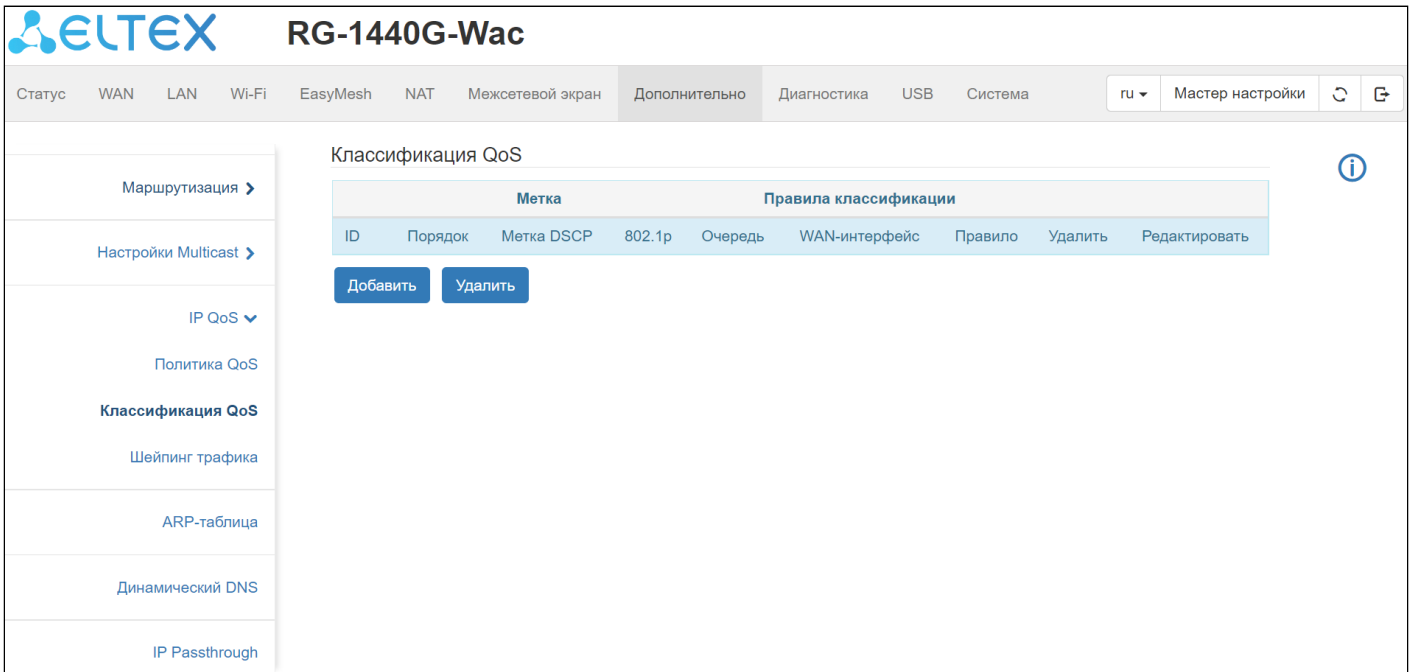 ELTEX RG-1440G-Wac
Статус WAN LAN Wi-Fi EasyMesh NAT Межсетевой экран Дополнительно Диагностика USB Система ru Мастер настройки
Классификация QoS
Маршрутизация
Настройки Multicast
IP QoS
Политика QoS
Классификация QoS
Шейпинг трафика
ARP-таблица
Динамический DNS
IP Passthrough
Метка Правила классификации
ID Порядок Метка DSCP 802.1p Очередь WAN-интерфейс Правило Удалить Редактировать
Добавить Удалить